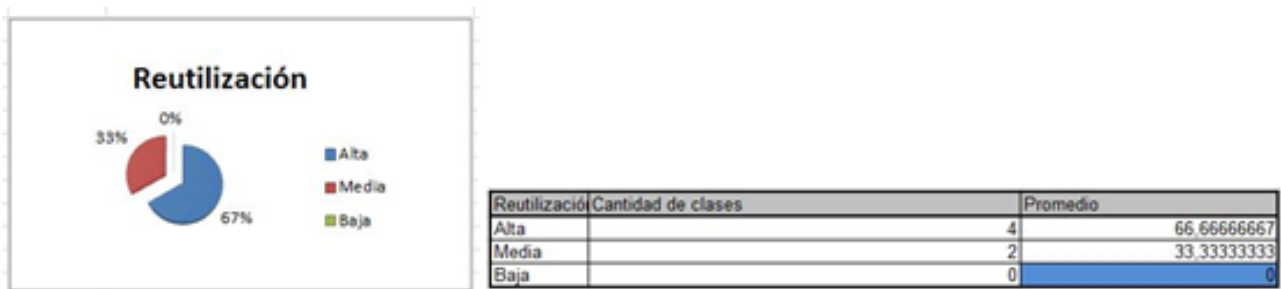 Reutilización
0%
33%
67%
Alta
Media
Baja
Reutilizació Cantidad de clases Promedio
Alta 4 66,66666667
Media 2 33,33333333
Baja 0 0